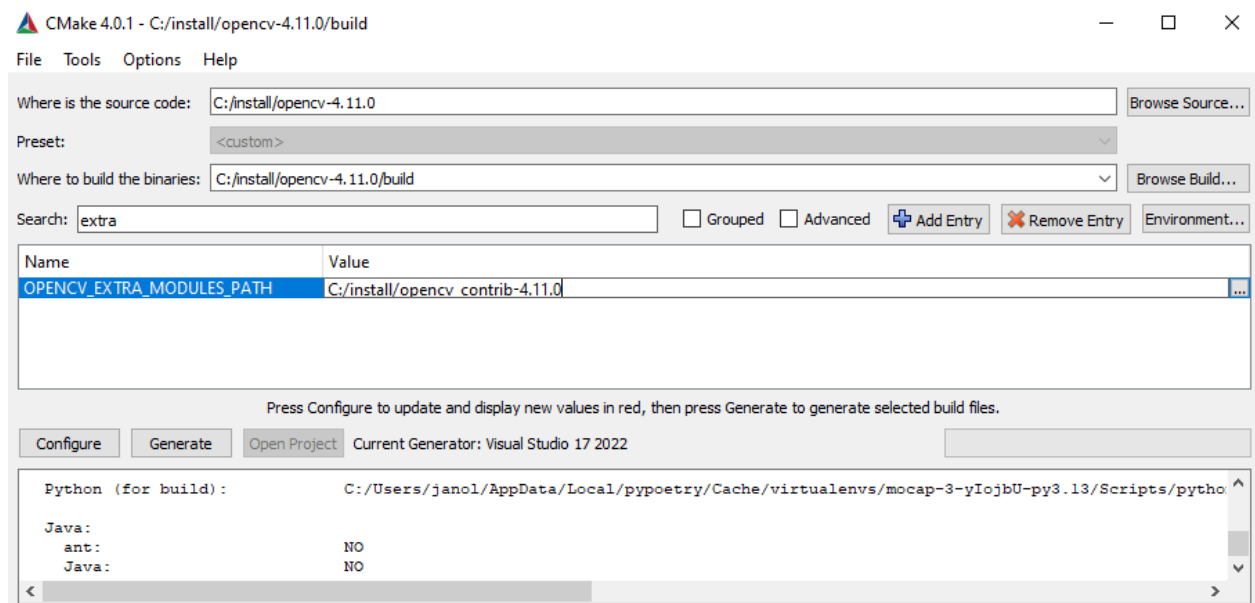 CMake 4.0.1 - C:/install/opencv-4.11.0/build
File Tools Options Help
Where is the source code: C:/install/opencv-4.11.0 Browse Source...
Preset: <custom>
Where to build the binaries: C:/install/opencv-4.11.0/build Browse Build...
Search: extra Grouped Advanced Add Entry Remove Entry Environment...
Name Value
OPENCV_EXTRA_MODULES_PATH C:/install/opencv_contrib-4.11.0 ...
Press Configure to update and display new values in red, then press Generate to generate selected build files.
Configure Generate Open Project Current Generator: Visual Studio 17 2022
Python (for build): C:/Users/janol/AppData/Local/pypoetry/Cache/virtualenvs/mocap-3-yIojbU-py3.13/Scripts/pytho
Java:
ant: NO
Java: NO